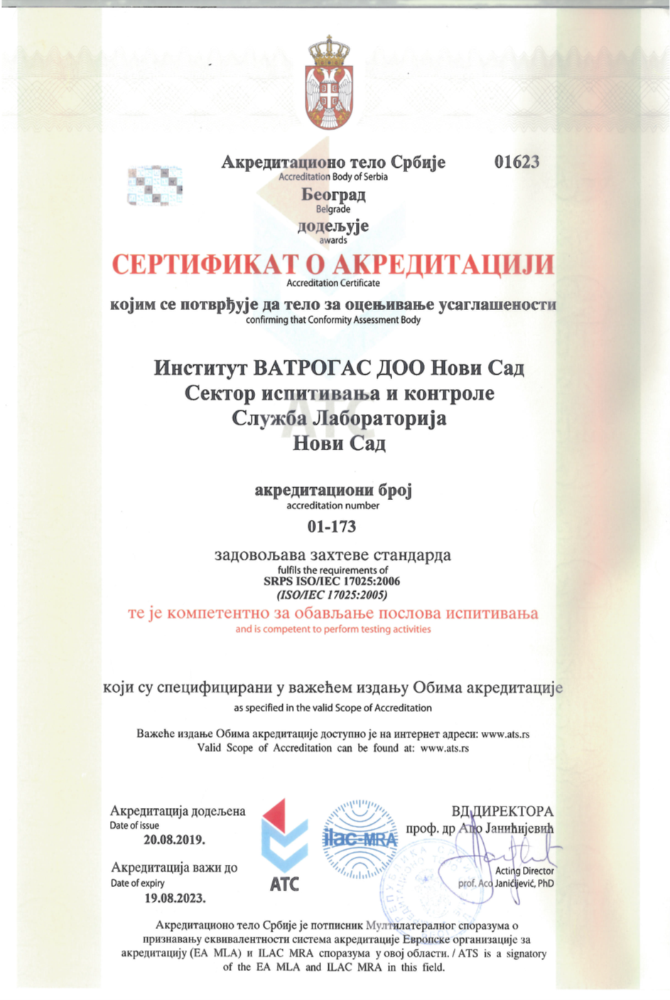 Акредитационо тело Србије 01623
Accreditation Body of Serbia
Београд
Belgrade
додељује
awards
СЕРТИФИКАТ О АКРЕДИТАЦИЈИ
Accreditation Certificate
којим се потврђује да тело за оцењивање усаглашености
confirming that Conformity Assessment Body
Институт ВАТРОГАС ДОО Нови Сад
Сектор испитивања и контроле
Служба Лабораторија
Нови Сад
АТС
акредитациони број
accreditation number
01-173
задовољава захтеве стандарда
fulfils the requirements of
SRPS ISO/IEC 17025:2006
(ISO/IEC 17025:2005)
те је компетентно за обављање послова испитивања
and is competent to perform testing activities
који су специфицирани у важећем издању Обима акредитације
as specified in the valid Scope of Accreditation
Важеће издање Обима акредитације доступно је на интернет адреси: www.ats.rs
Valid Scope of Accreditation can be found at: www.ats.rs
Акредитација додељена
Date of issue
20.08.2019.
Акредитација важи до
Date of expiry
19.08.2023.
АТС
ilac-MRA
ВД ДИРЕКТОРА
проф. др Ацо Јанићијевић
Acting Director
prof. Aco Janićijević, PhD
Акредитационо тело Србије је потписник Мултилатералног споразума о
признавању еквивалентности система акредитације Европске организације за
акредитацију (EA MLA) и ILAC MRA споразума у овој области. / ATS is a signatory
of the EA MLA and ILAC MRA in this field.